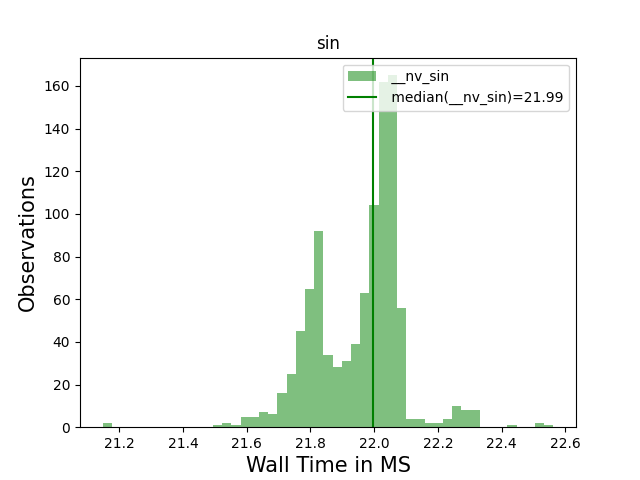 sin
160
140
120
100
80
60
40
20
0
Observations
__nv_sin
median(__nv_sin)=21.99
21.2 21.4 21.6 21.8 22.0 22.2 22.4 22.6
Wall Time in MS